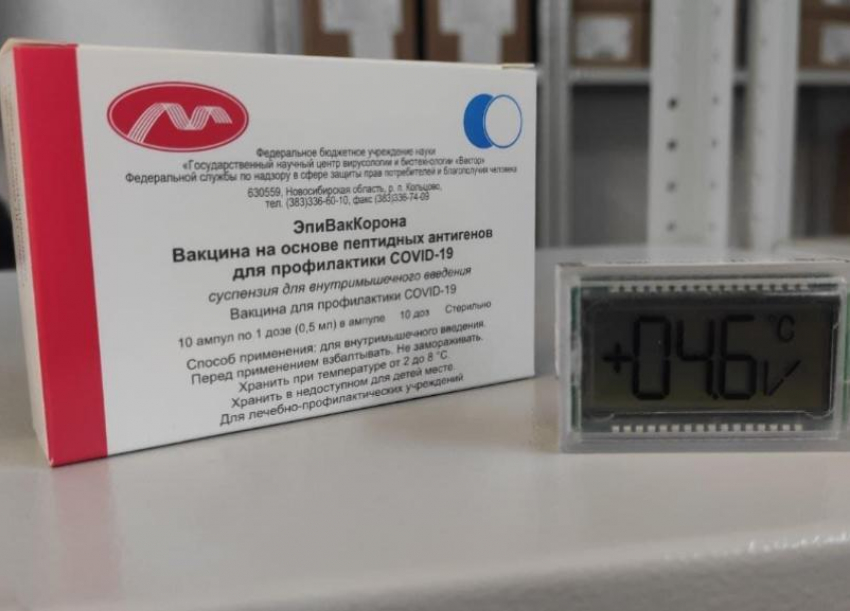 Федеральное бюджетное учреждение науки
«Государственный научный центр вирусологии и биотехнологии «Вектор»
Федеральной службы по надзору в сфере защиты прав потребителей и благополучия человека
630559, Новосибирская область, р. п. Кольцово,
тел. (383)336-60-10, факс (383)336-74-09
ЭпиВакКорона
Вакцина на основе пептидных антигенов
для профилактики COVID-19
суспензия для внутримышечного введения
Вакцина для профилактики COVID-19
10 ампул по 1 дозе (0,5 мл) в ампуле 10 доз Стерильно
Способ применения: для внутримышечного введения.
Перед применением взбалтывать. Не замораживать.
Хранить при температуре от 2 до 8 °C.
Хранить в недоступном для детей месте.
Для лечебно-профилактических учреждений
+04.6 °C